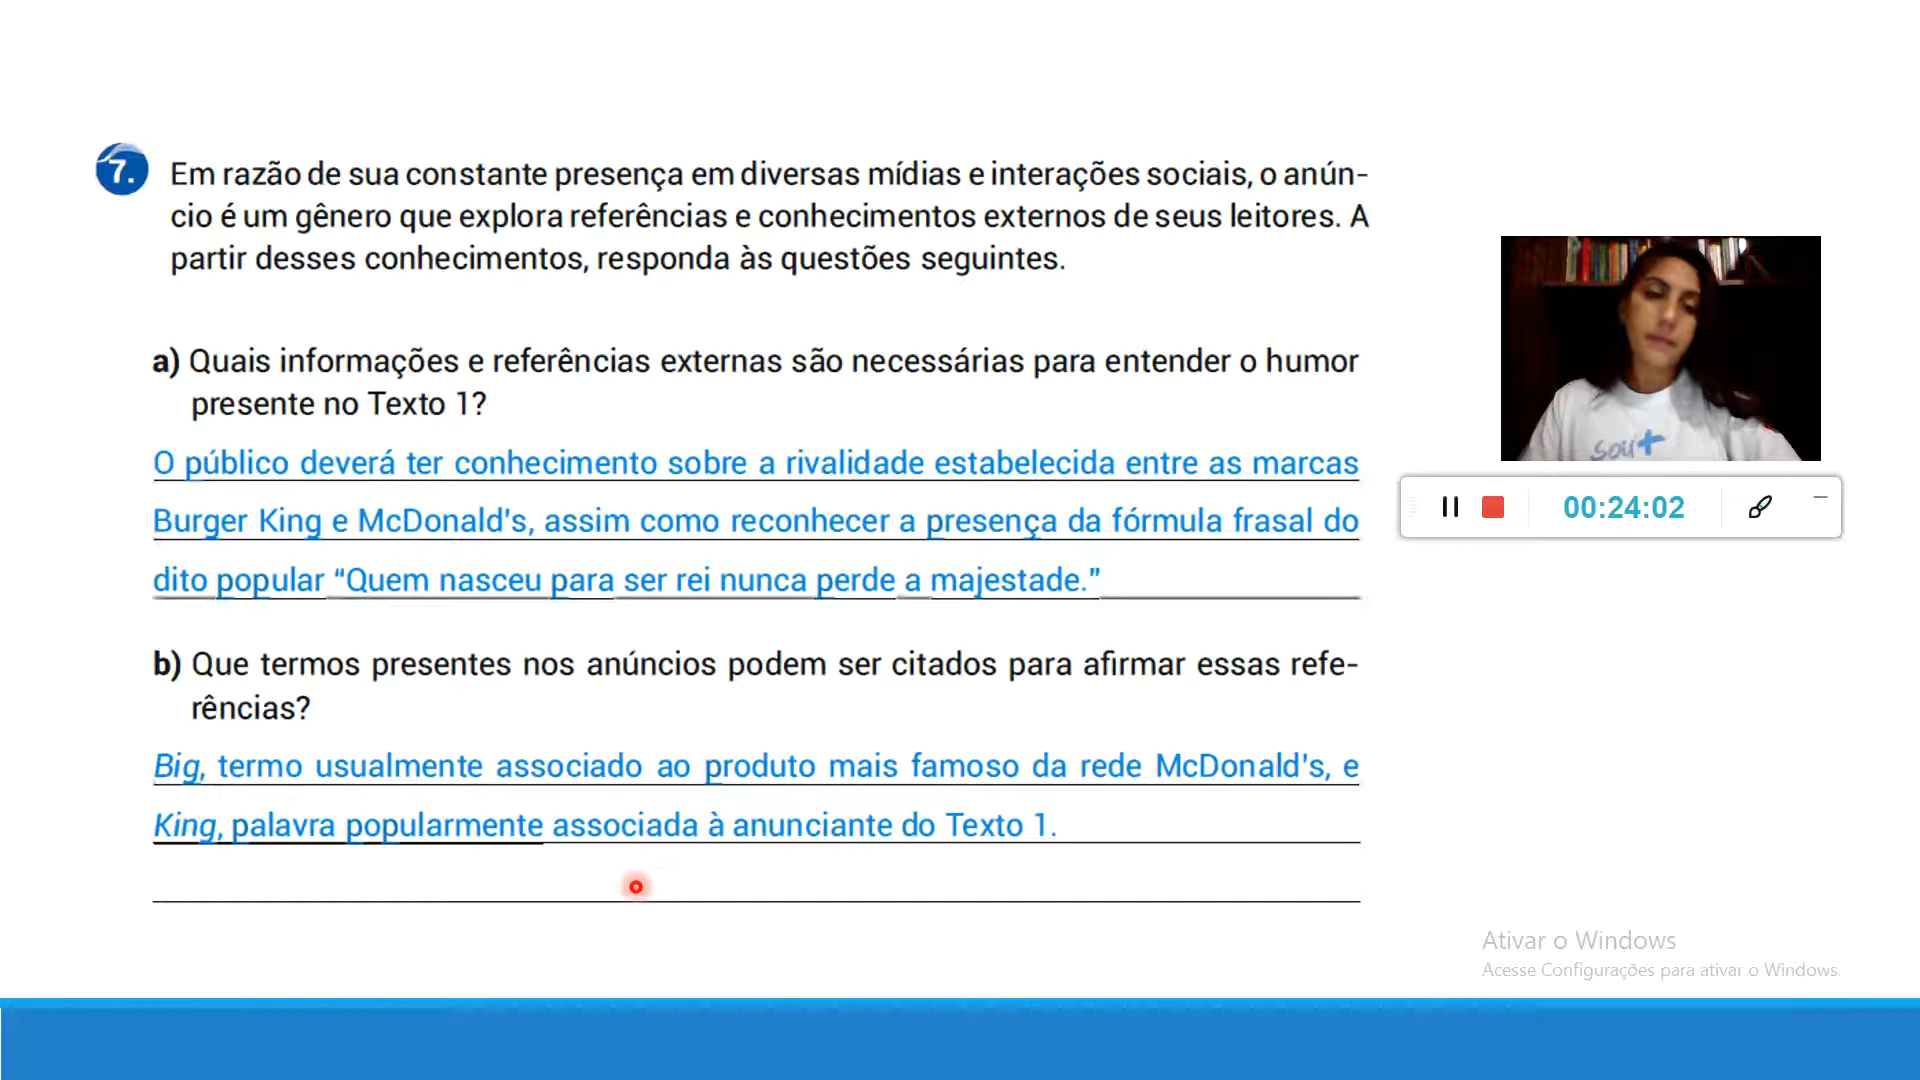 7. Em razão de sua constante presença em diversas mídias e interações sociais, o anún-
cio é um gênero que explora referências e conhecimentos externos de seus leitores. A
partir desses conhecimentos, responda às questões seguintes.
a) Quais informações e referências externas são necessárias para entender o humor
presente no Texto 1?
O público deverá ter conhecimento sobre a rivalidade estabelecida entre as marcas
Burger King e McDonald's, assim como reconhecer a presença da fórmula frasal do
dito popular “Quem nasceu para ser rei nunca perde a majestade.”
b) Que termos presentes nos anúncios podem ser citados para afirmar essas refe-
rências?
Big, termo usualmente associado ao produto mais famoso da rede McDonald's, e
King, palavra popularmente associada à anunciante do Texto 1.
sou+
00:24:02
Ativar o Windows
Acesse Configurações para ativar o Windows.